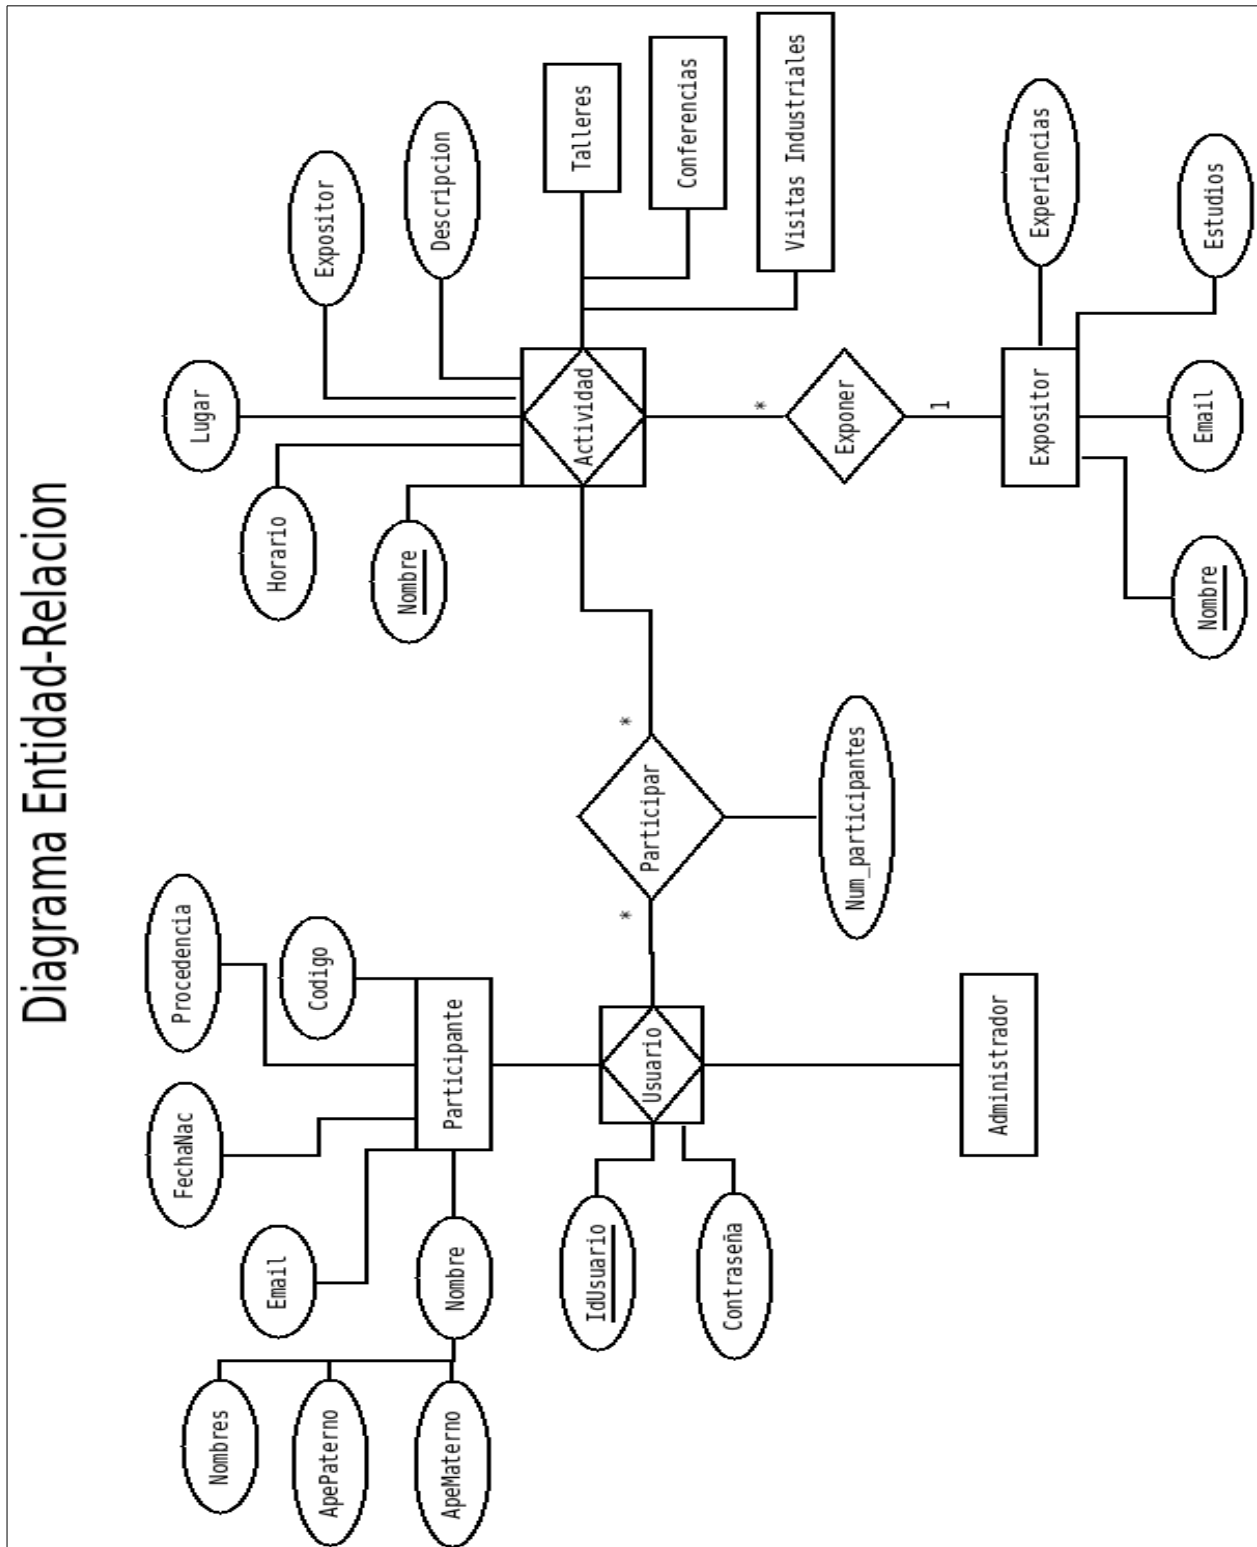 Diagrama Entidad-Relacion
Nombres
ApePaterno
ApeMaterno
Email
Nombre
FechaNac
Procedencia
Codigo
Participante
IdUsuario
Contraseña
Usuario
Administrador
*
Participar
*
Num_participantes
Horario
Nombre
Lugar
Expositor
Descripcion
Actividad
Talleres
Conferencias
Visitas Industriales
*
Exponer
1
Expositor
Nombre
Email
Experiencias
Estudios